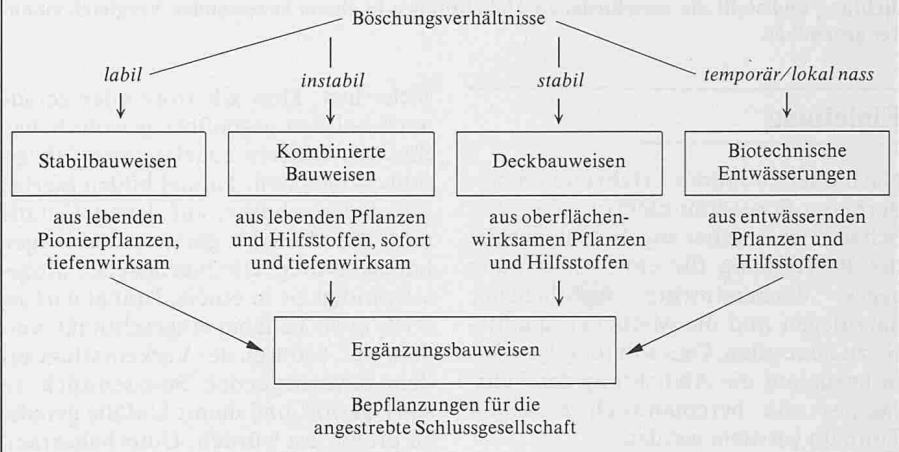 Böschungsverhältnisse
labil
instabil
stabil
temporär/lokal nass
Stabilbauweisen
Kombinierte
Bauweisen
Deckbauweisen
Biotechnische
Entwässerungen
aus lebenden
Pionierpflanzen,
tiefenwirksam
aus lebenden Pflanzen
und Hilfsstoffen, sofort
und tiefenwirksam
aus oberflächen-
wirksamen Pflanzen
und Hilfsstoffen
aus entwässernden
Pflanzen und
Hilfsstoffen
Ergänzungsbauweisen
Bepflanzungen für die
angestrebte Schlussgesellschaft